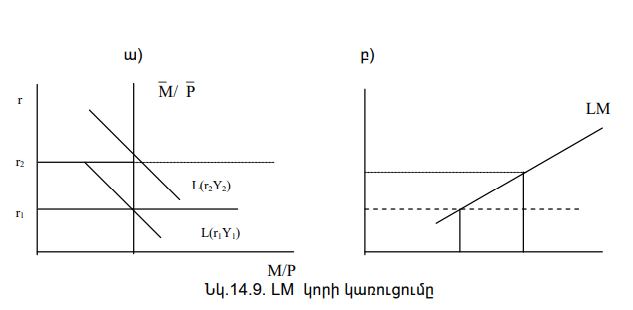 ա) բ)
M̅/ P̅
r
LM
r₂
L(r₂Y₂)
r₁
L(r₁Y₁)
M/P
Նկ.14.9. LM կորի կառուցումը